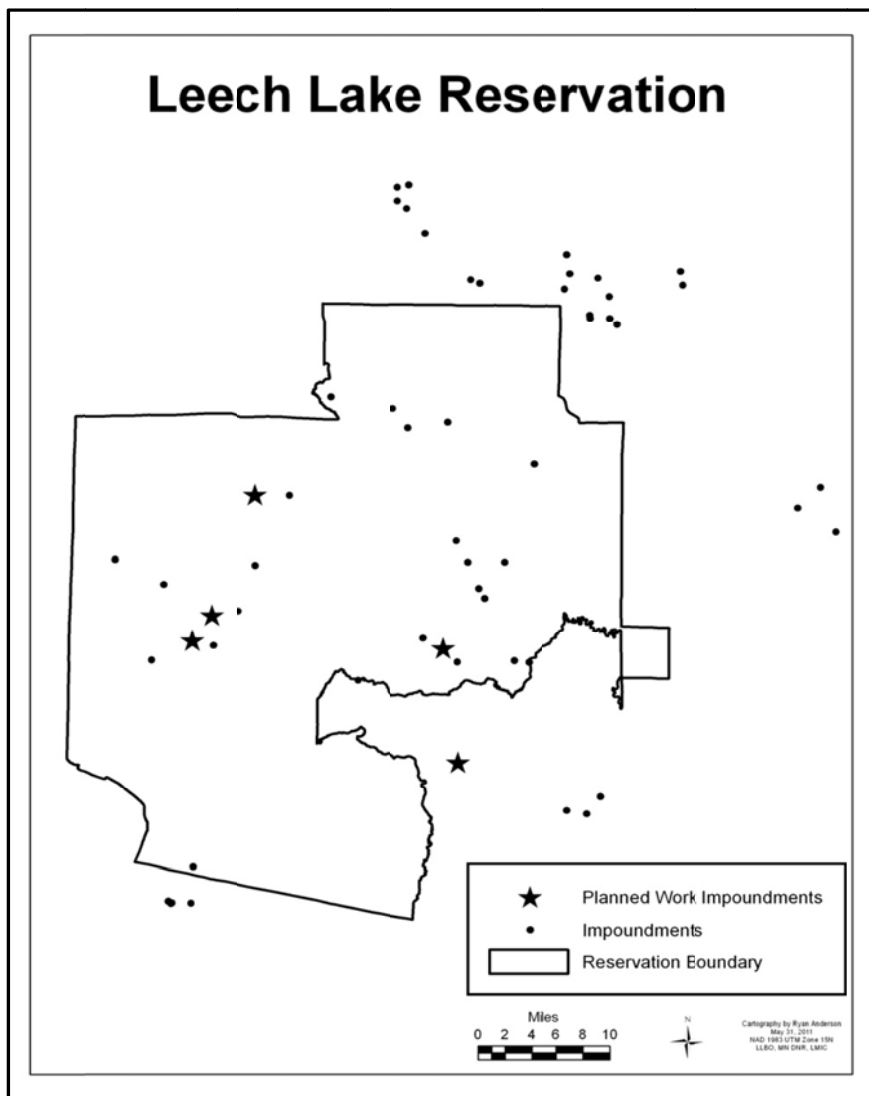 Leech Lake Reservation
Planned Work Impoundments
Impoundments
Reservation Boundary
Miles
0 2 4 6 8 10
N
Cartography by Ryan Anderson
May 31, 2011
NAD 1983 UTM Zone 15N
LLBO, MN DNR, LMIC